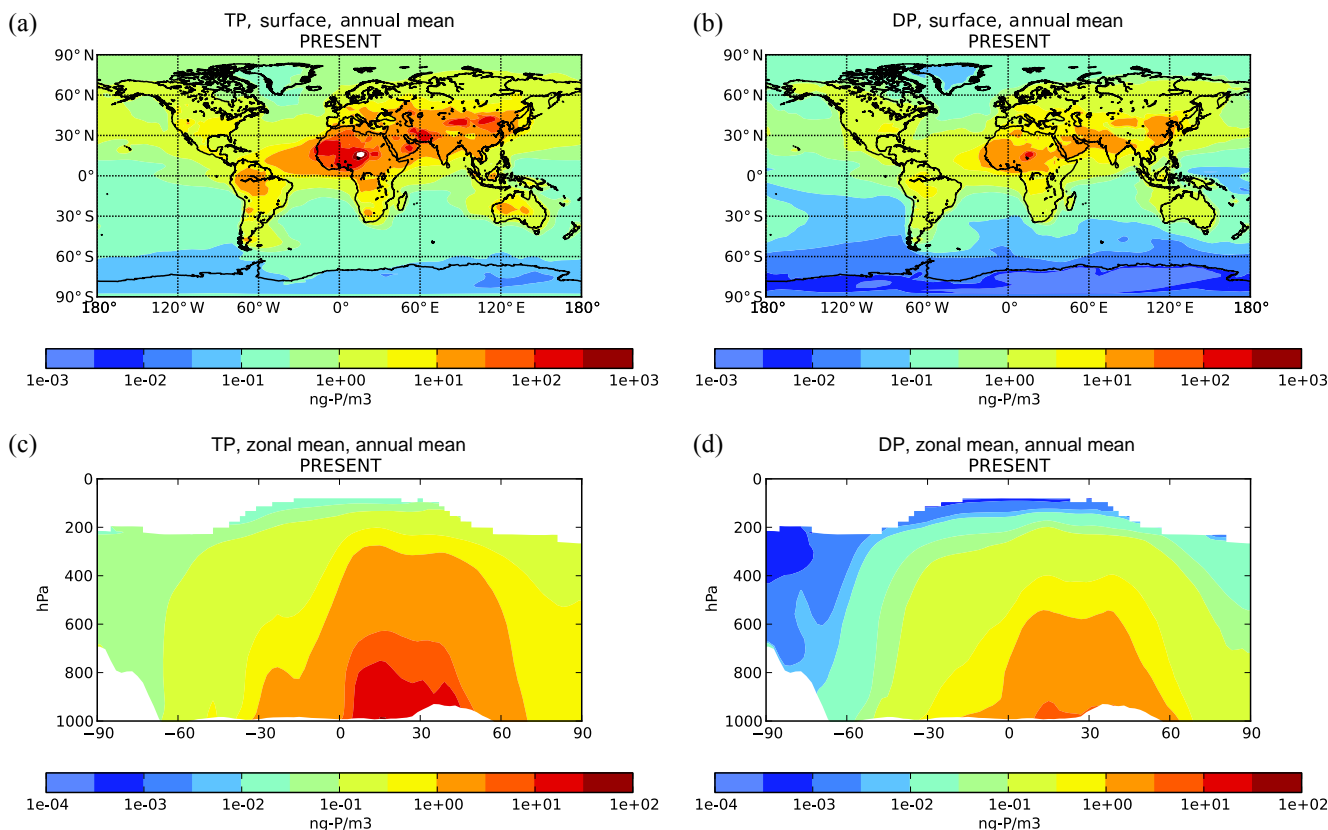 (a)
TP, surface, annual mean
PRESENT
90° N
60° N
30° N
0°
30° S
60° S
90° S
180° 120° W 60° W 0° 60° E 120° E 180°
1e-03 1e-02 1e-01 1e+00 1e+01 1e+02 1e+03
ng-P/m3
(b)
DP, surface, annual mean
PRESENT
90° N
60° N
30° N
0°
30° S
60° S
90° S
180° 120° W 60° W 0° 60° E 120° E 180°
1e-03 1e-02 1e-01 1e+00 1e+01 1e+02 1e+03
ng-P/m3
(c)
TP, zonal mean, annual mean
PRESENT
hPa
0
200
400
600
800
1000
−90 −60 −30 0 30 60 90
1e-04 1e-03 1e-02 1e-01 1e+00 1e+01 1e+02
ng-P/m3
(d)
DP, zonal mean, annual mean
PRESENT
hPa
0
200
400
600
800
1000
−90 −60 −30 0 30 60 90
1e-04 1e-03 1e-02 1e-01 1e+00 1e+01 1e+02
ng-P/m3